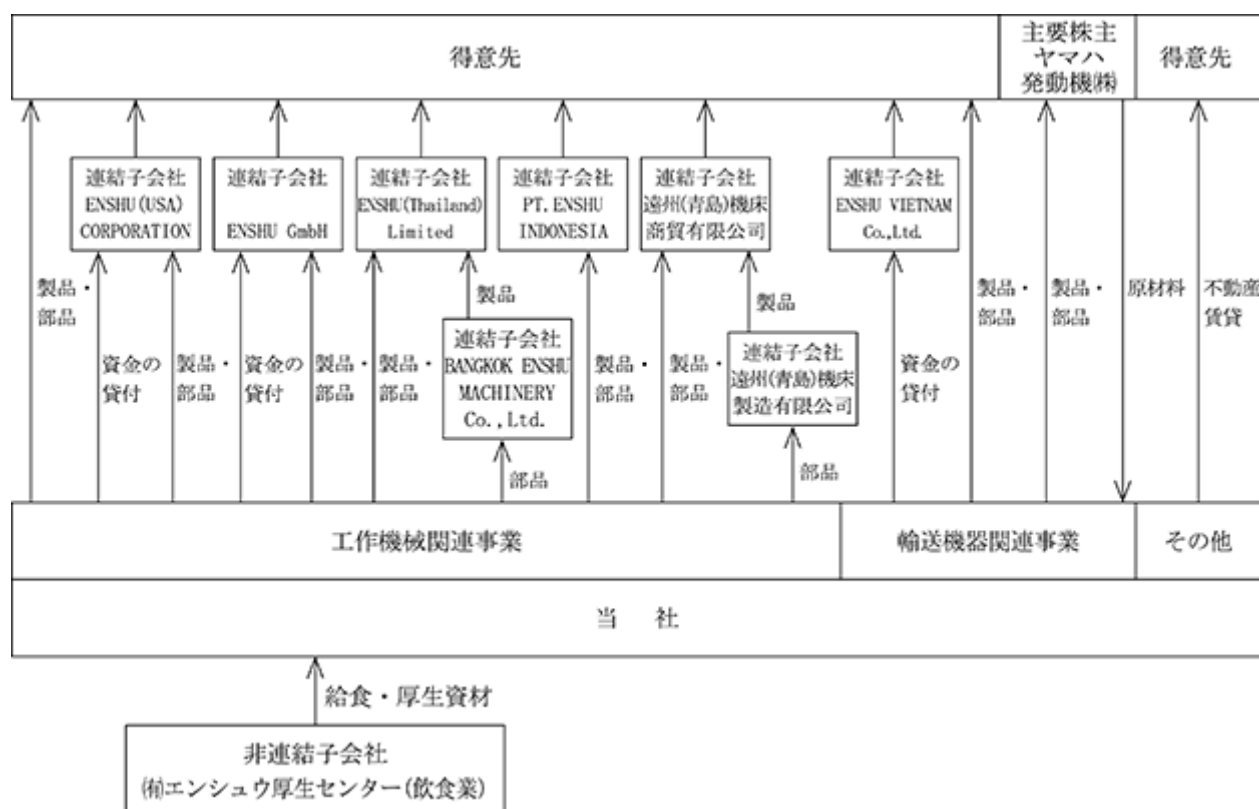 得意先
主要株主
ヤマハ
発動機㈱
得意先
連結子会社
ENSHU(USA)
CORPORATION
連結子会社
ENSHU GmbH
連結子会社
ENSHU(Thailand)
Limited
連結子会社
PT.ENSHU
INDONESIA
連結子会社
遠州(青島)機床
商貿有限公司
連結子会社
ENSHU VIETNAM
Co.,Ltd.
製品・
部品
資金の
貸付
製品・
部品
資金の
貸付
製品・
部品
製品・
部品
製品
連結子会社
BANGKOK ENSHU
MACHINERY
Co.,Ltd.
部品
製品・
部品
製品・
部品
製品
連結子会社
遠州(青島)機床
製造有限公司
部品
資金の
貸付
製品・
部品
製品・
部品
原材料
不動産
賃貸
工作機械関連事業
輸送機器関連事業
その他
当 社
給食・厚生資材
非連結子会社
㈲エンシュウ厚生センター(飲食業)